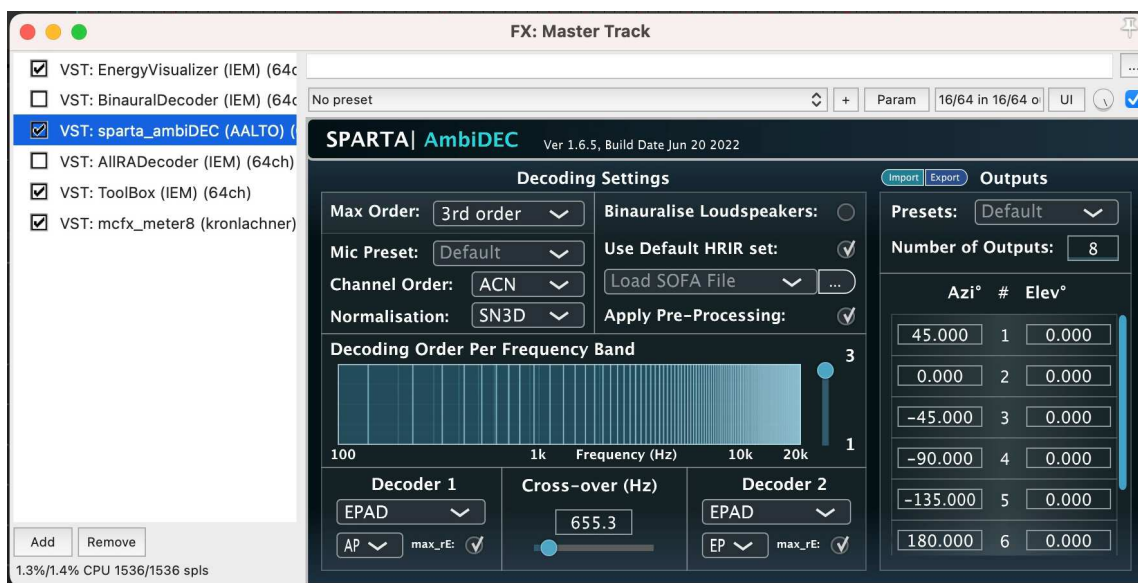 FX: Master Track
VST: EnergyVisualizer (IEM) (64c
VST: BinauralDecoder (IEM) (64c
VST: sparta_ambiDEC (AALTO) (
VST: AllRADecoder (IEM) (64ch)
VST: ToolBox (IEM) (64ch)
VST: mcfx_meter8 (kronlachner)
Add Remove
1.3%/1.4% CPU 1536/1536 spls
...
No preset + Param 16/64 in 16/64 o UI
SPARTA| AmbiDEC Ver 1.6.5, Build Date Jun 20 2022
Decoding Settings
Max Order: 3rd order
Mic Preset: Default
Channel Order: ACN
Normalisation: SN3D
Binauralise Loudspeakers:
Use Default HRIR set:
Load SOFA File ...
Apply Pre-Processing:
Decoding Order Per Frequency Band
3
1
100 1k Frequency (Hz) 10k 20k
Decoder 1
EPAD
AP max_rE:
Cross-over (Hz)
655.3
Decoder 2
EPAD
EP max_rE:
Import Export Outputs
Presets: Default
Number of Outputs: 8
Azi° # Elev°
45.000 1 0.000
0.000 2 0.000
-45.000 3 0.000
-90.000 4 0.000
-135.000 5 0.000
180.000 6 0.000